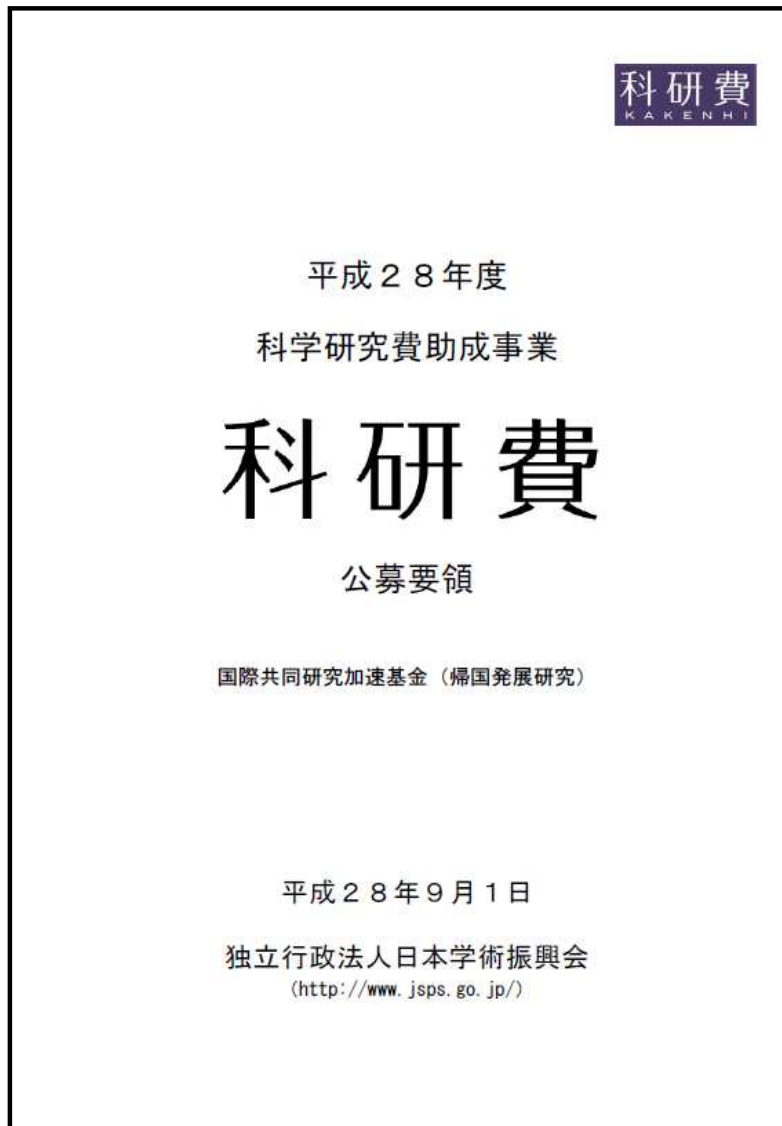 科研費
KAKENHI
平成２８年度
科学研究費助成事業
科研費
公募要領
国際共同研究加速基金（帰国発展研究）
平成２８年９月１日
独立行政法人日本学術振興会
(http://www.jsps.go.jp/)